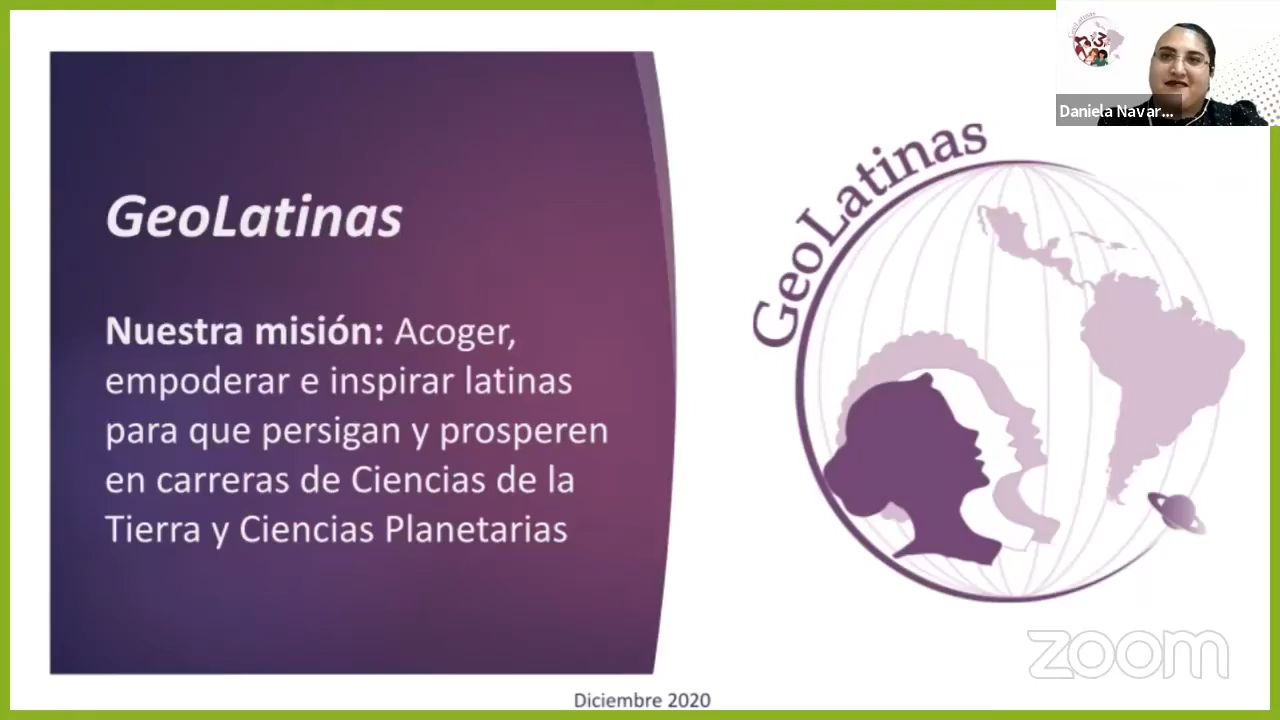 GeoLatinas
Nuestra misión: Acoger,
empoderar e inspirar latinas
para que persigan y prosperen
en carreras de Ciencias de la
Tierra y Ciencias Planetarias
GeoLatinas
Daniela Navar...
zoom
Diciembre 2020